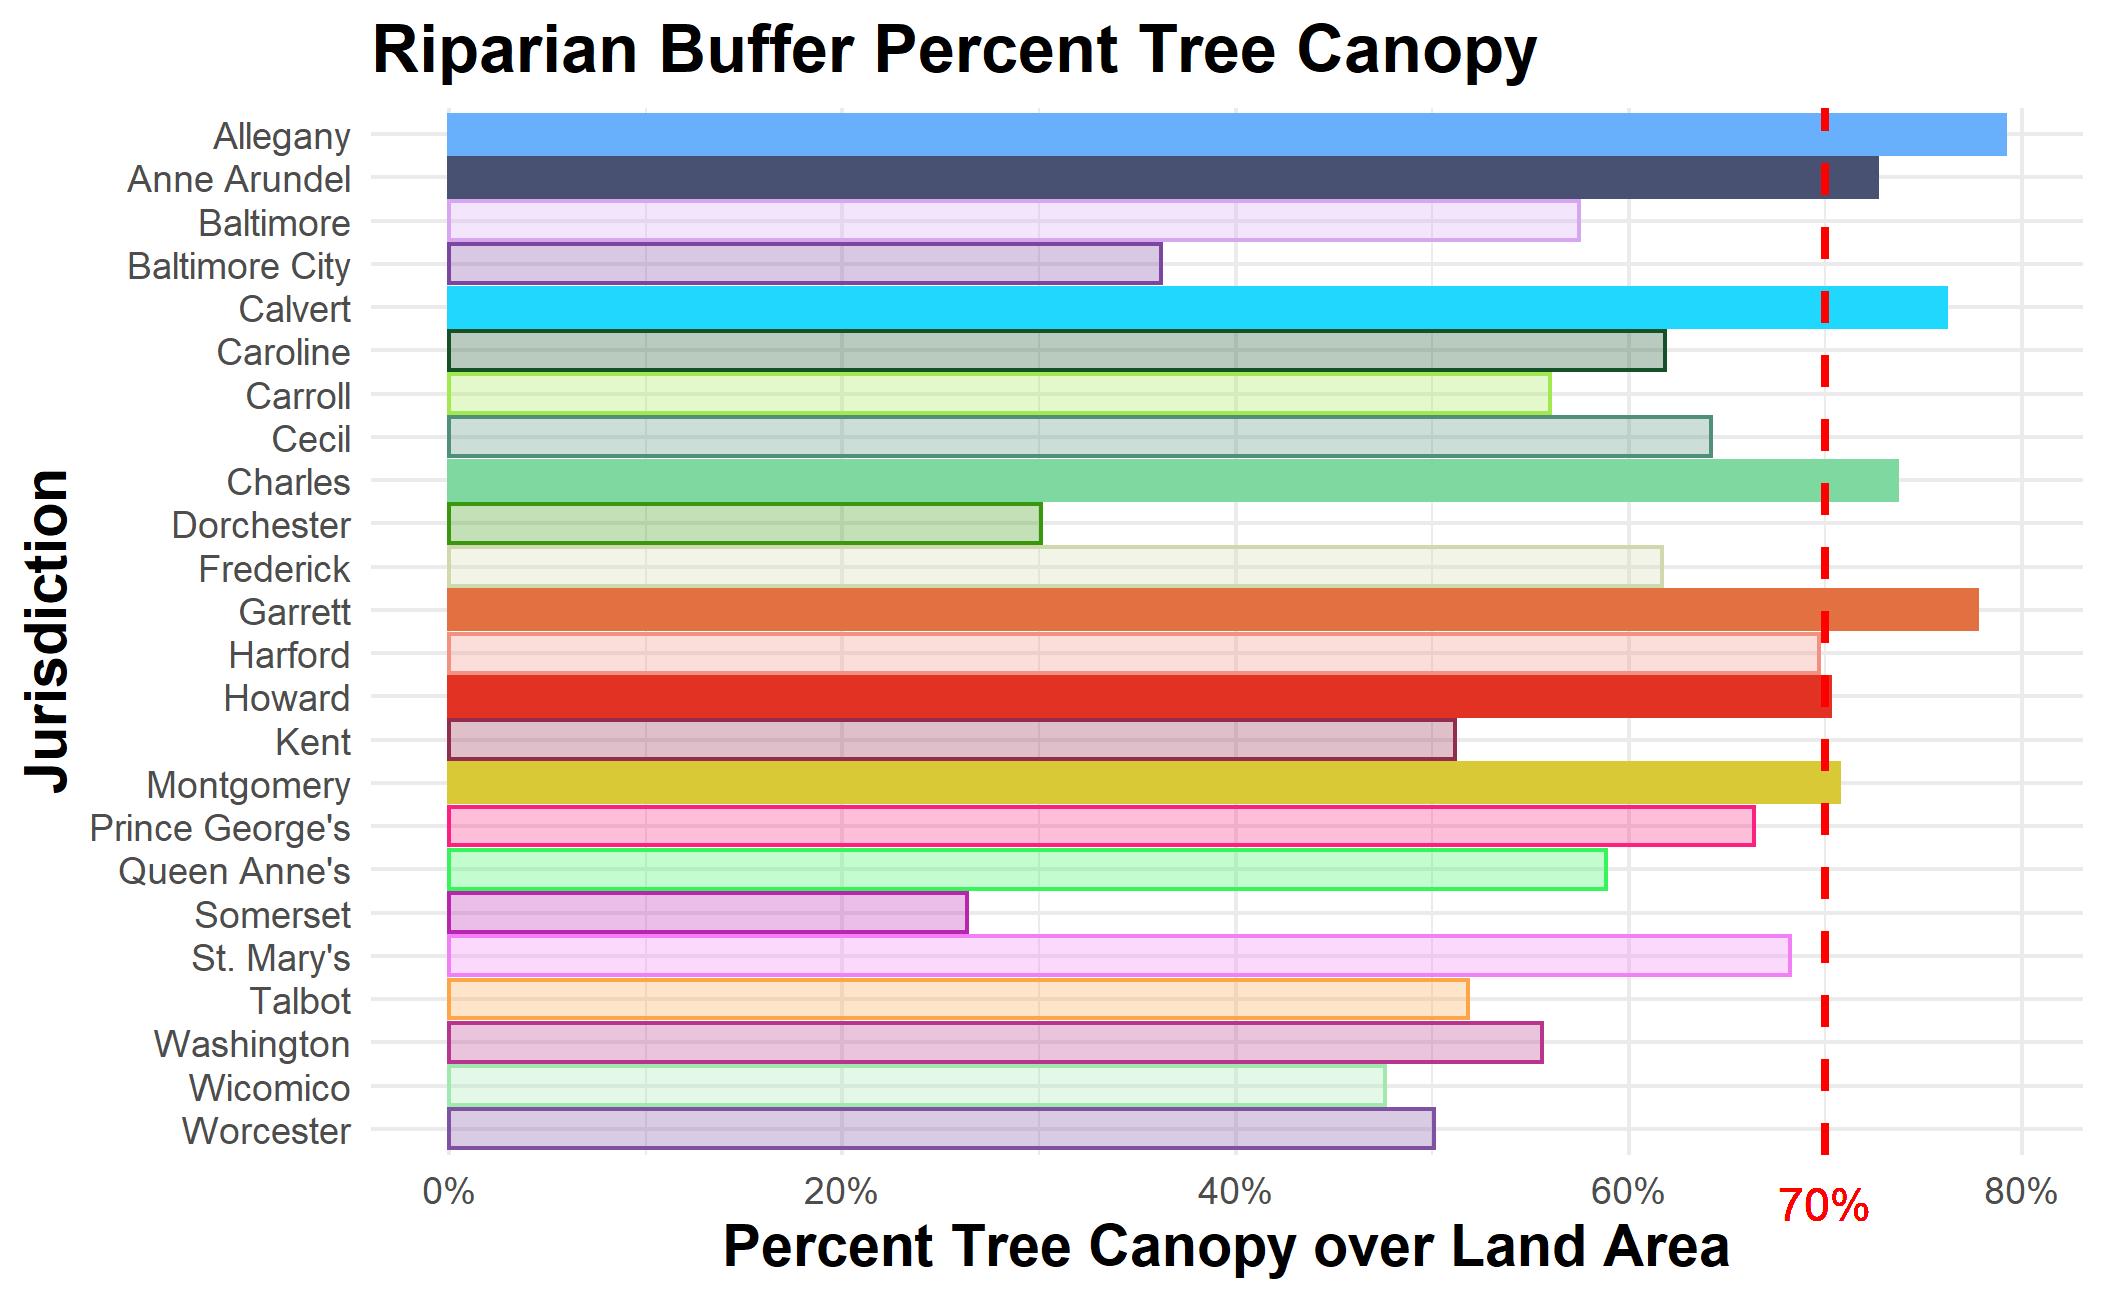 Riparian Buffer Percent Tree Canopy
Allegany
Anne Arundel
Baltimore
Baltimore City
Calvert
Caroline
Carroll
Cecil
Charles
Dorchester
Frederick
Garrett
Harford
Howard
Kent
Montgomery
Prince George's
Queen Anne's
Somerset
St. Mary's
Talbot
Washington
Wicomico
Worcester
Jurisdiction
0% 20% 40% 60% 80%
70%
Percent Tree Canopy over Land Area